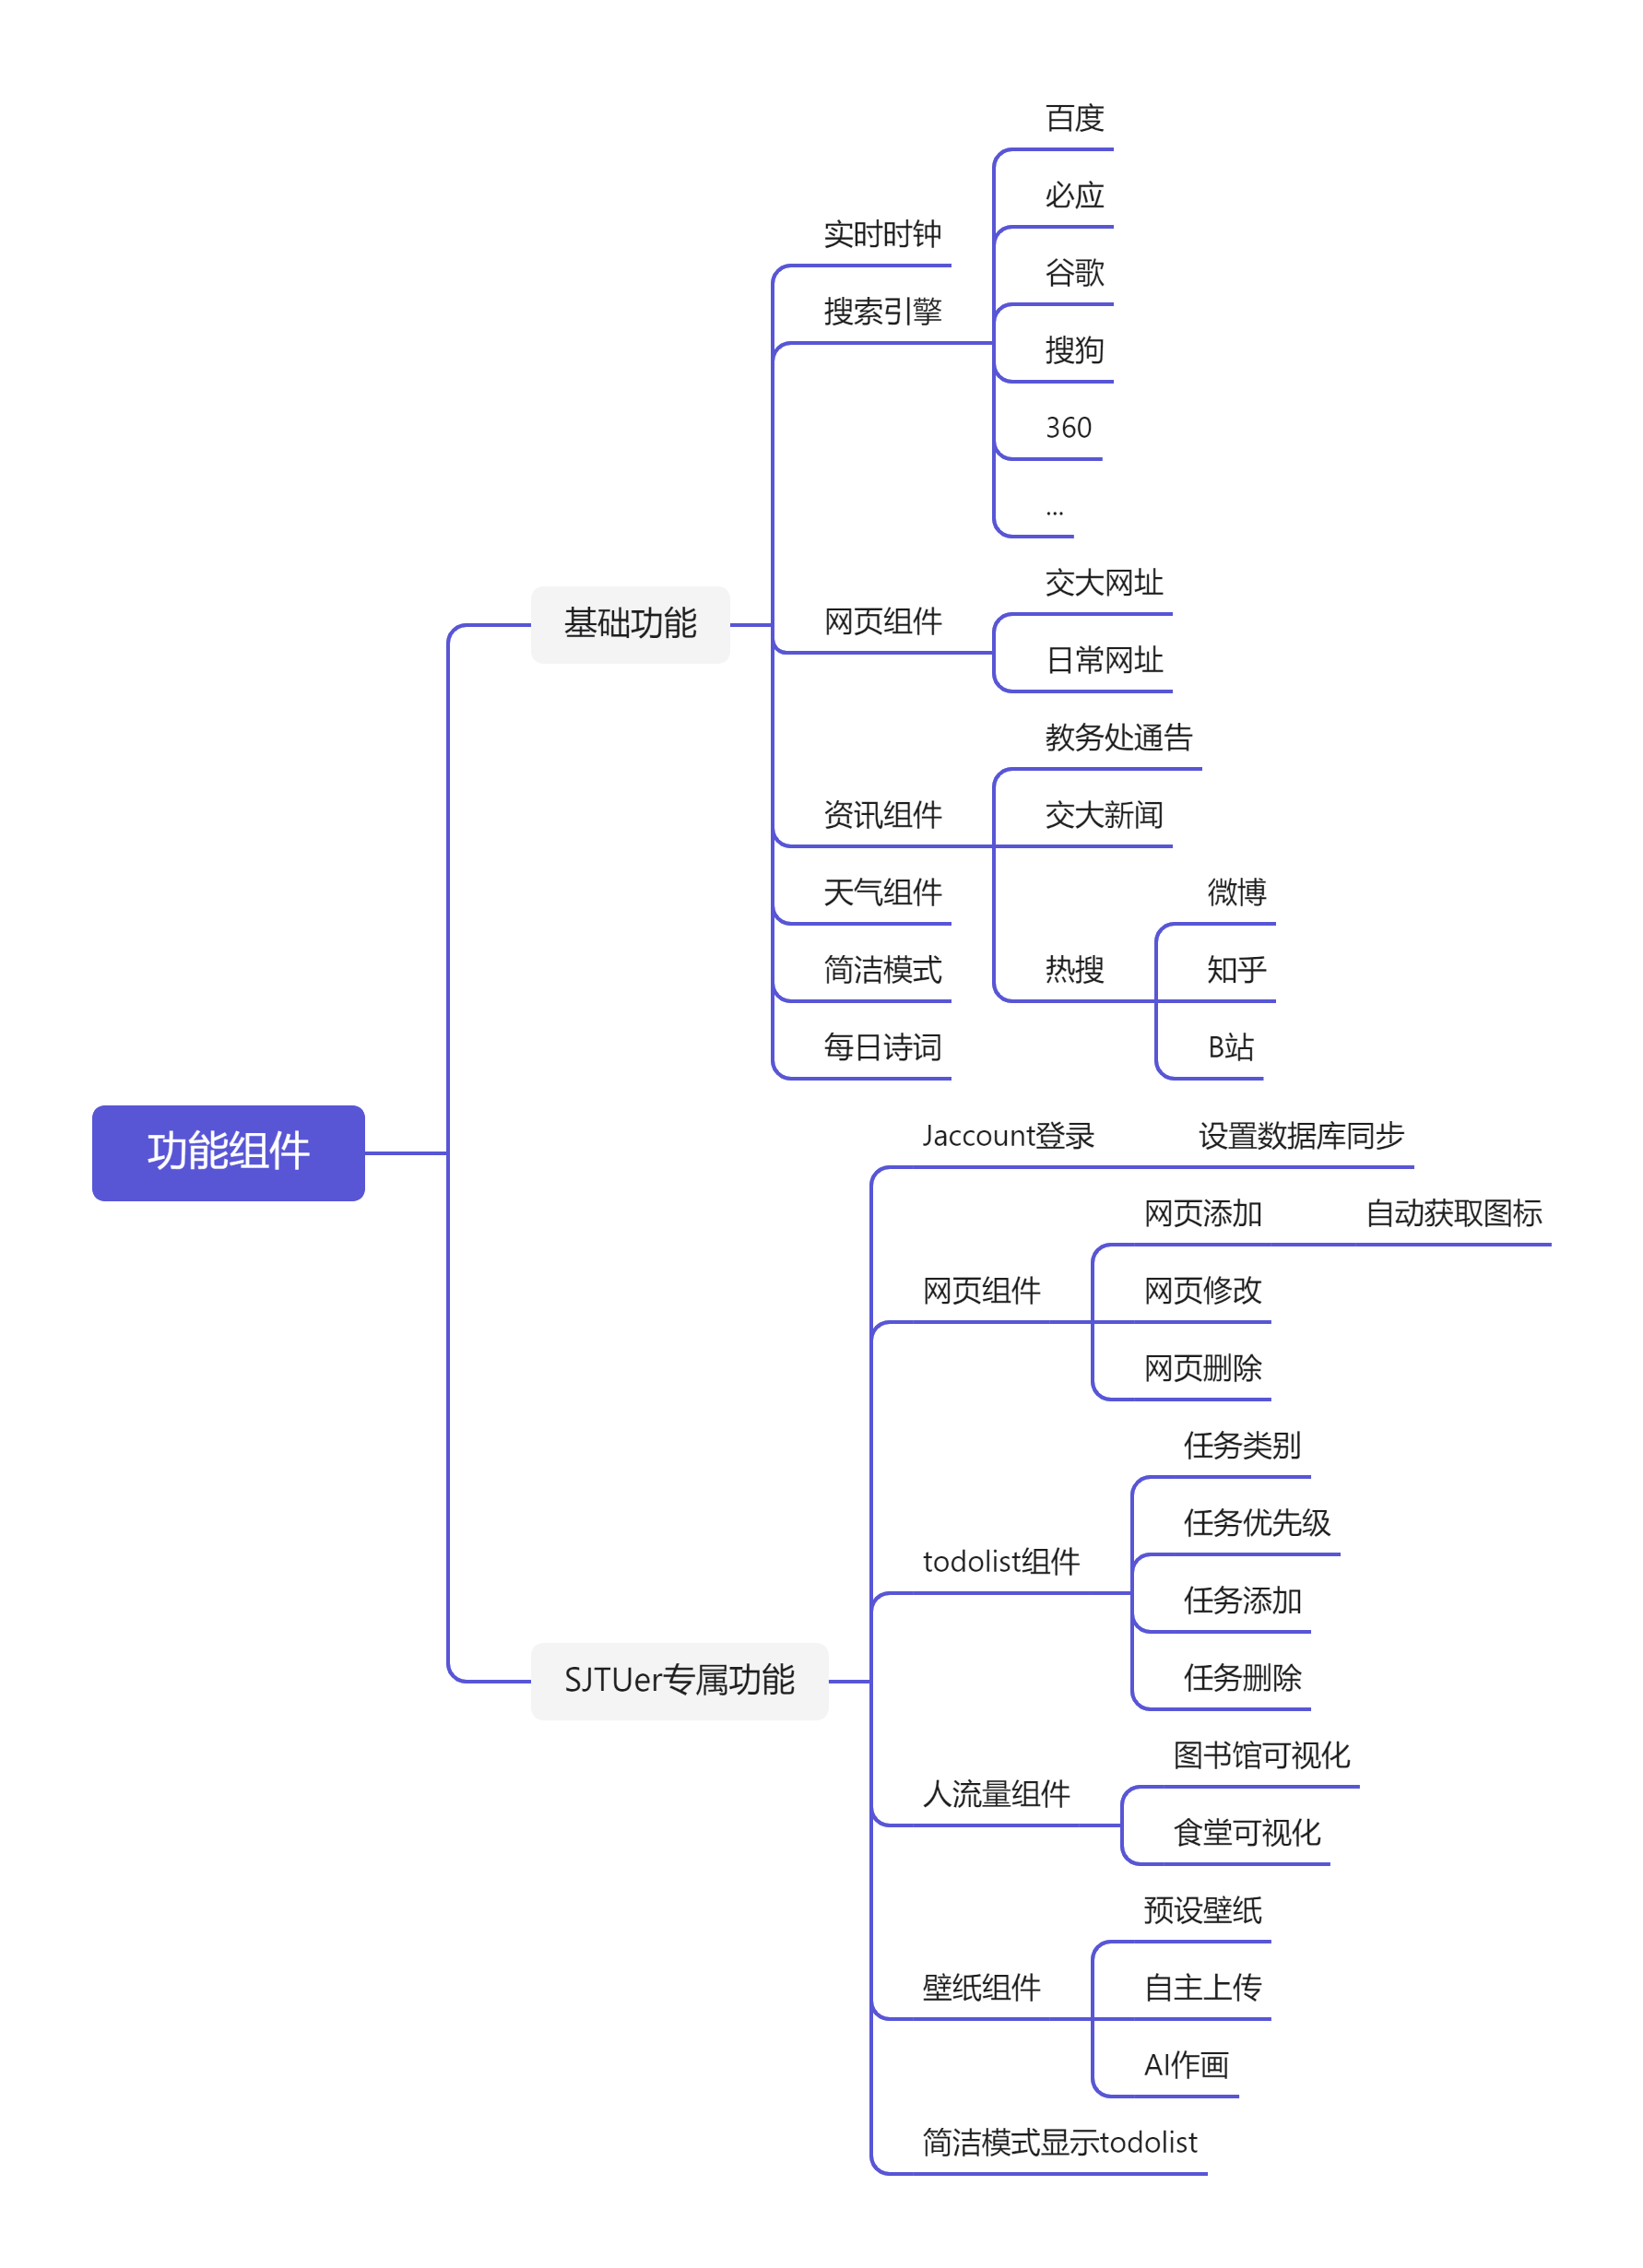 功能组件
基础功能
实时时钟
搜索引擎
百度
必应
谷歌
搜狗
360
...
网页组件
交大网址
日常网址
资讯组件
教务处通告
交大新闻
热搜
微博
知乎
B站
天气组件
简洁模式
每日诗词
SJTUer专属功能
Jaccount登录
设置数据库同步
网页组件
网页添加
自动获取图标
网页修改
网页删除
todolist组件
任务类别
任务优先级
任务添加
任务删除
人流量组件
图书馆可视化
食堂可视化
壁纸组件
预设壁纸
自主上传
AI作画
简洁模式显示todolist